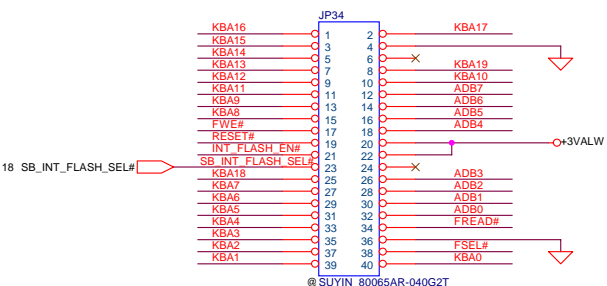 JP34
KBA16 1 2 KBA17
KBA15 3 4
KBA14 5 6
KBA13 7 8 KBA19
KBA12 9 10 KBA10
KBA11 11 12 ADB7
KBA9 13 14 ADB6
KBA8 15 16 ADB5
FWE# 17 18 ADB4
RESET# 19 20 +3VALW
INT_FLASH_EN# 21 22
18 SB_INT_FLASH_SEL# SB_INT_FLASH_SEL# 23 24
KBA18 25 26 ADB3
KBA7 27 28 ADB2
KBA6 29 30 ADB1
KBA5 31 32 ADB0
KBA4 33 34 FREAD#
KBA3 35 36
KBA2 37 38 FSEL#
KBA1 39 40 KBA0
@ SUYIN_80065AR-040G2T